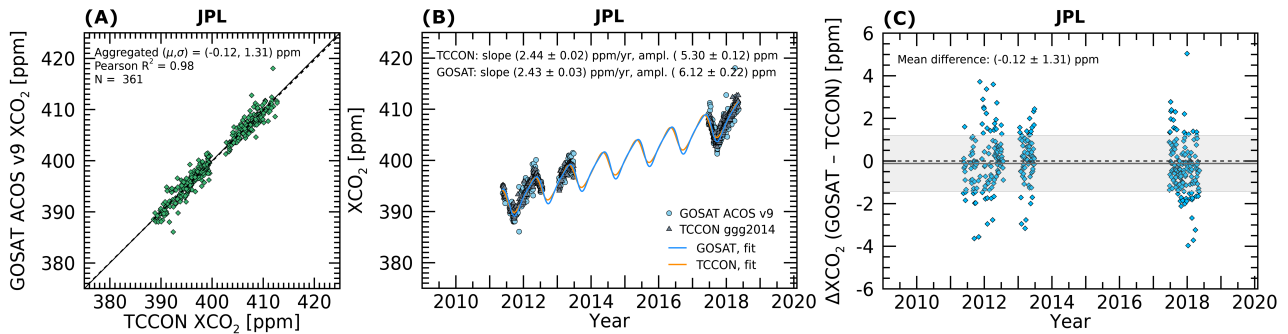 (A)
JPL
Aggregated (μ,σ) = (-0.12, 1.31) ppm
Pearson R² = 0.98
N = 361
GOSAT ACOS v9 XCO₂ [ppm]
420
410
400
390
380
380
390
400
410
420
TCCON XCO₂ [ppm]
(B)
JPL
TCCON: slope (2.44 ± 0.02) ppm/yr, ampl. ( 5.30 ± 0.12) ppm
GOSAT: slope (2.43 ± 0.03) ppm/yr, ampl. ( 6.12 ± 0.22) ppm
XCO₂ [ppm]
420
410
400
390
380
GOSAT ACOS v9
TCCON ggg2014
GOSAT, fit
TCCON, fit
2010
2012
2014
2016
2018
2020
Year
(C)
JPL
Mean difference: (-0.12 ± 1.31) ppm
ΔXCO₂ (GOSAT − TCCON) [ppm]
6
4
2
0
-2
-4
-6
2010
2012
2014
2016
2018
2020
Year